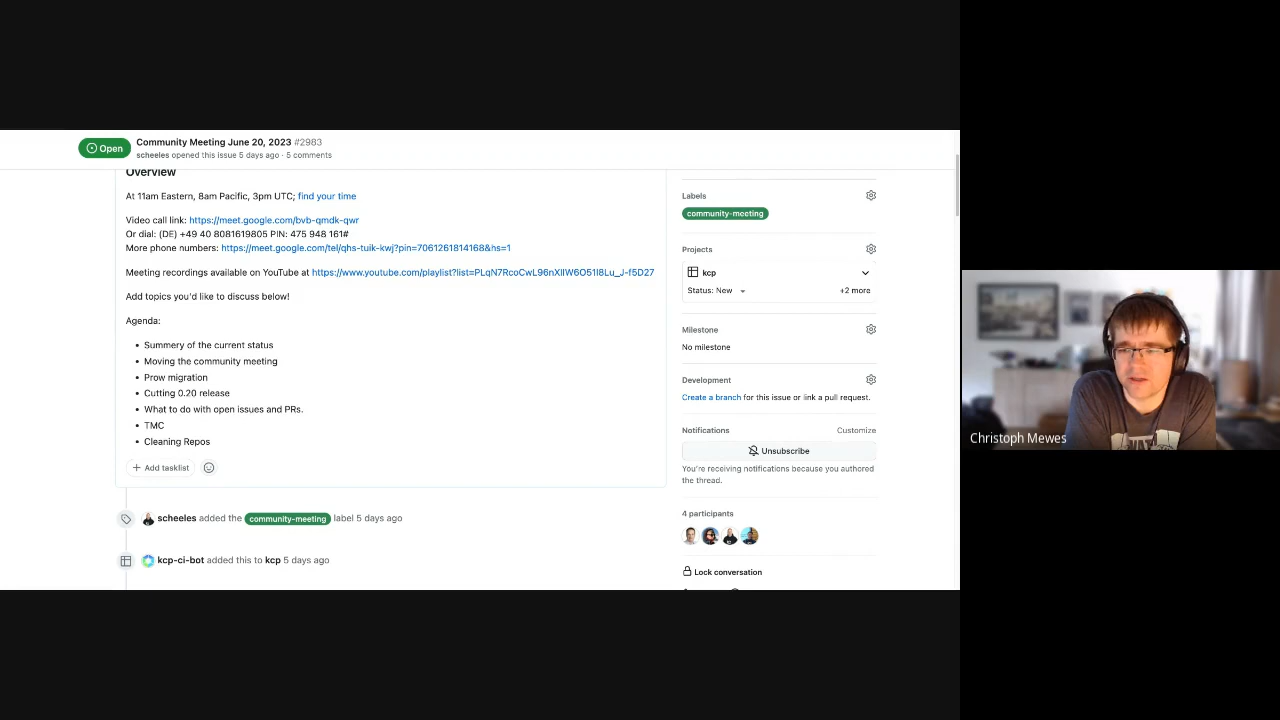 Open
Community Meeting June 20, 2023 #2983
scheeles opened this issue 5 days ago · 5 comments
Overview
At 11am Eastern, 8am Pacific, 3pm UTC; find your time
Video call link: https://meet.google.com/bvb-qmdk-qwr
Or dial: (DE) +49 40 8081619805 PIN: 475 948 161#
More phone numbers: https://meet.google.com/tel/qhs-tuik-kwj?pin=7061261814168&hs=1
Meeting recordings available on YouTube at https://www.youtube.com/playlist?list=PLqN7RcoCwL96nXlIW6O51I8Lu_J-f5D27
Add topics you'd like to discuss below!
Agenda:
Summery of the current status
Moving the community meeting
Prow migration
Cutting 0.20 release
What to do with open issues and PRs.
TMC
Cleaning Repos
Add tasklist
scheeles added the community-meeting label 5 days ago
kcp-ci-bot added this to kcp 5 days ago
Labels
community-meeting
Projects
kcp
Status: New
+2 more
Milestone
No milestone
Development
Create a branch for this issue or link a pull request.
Notifications
Customize
Unsubscribe
You're receiving notifications because you authored
the thread.
4 participants
Lock conversation
Christoph Mewes